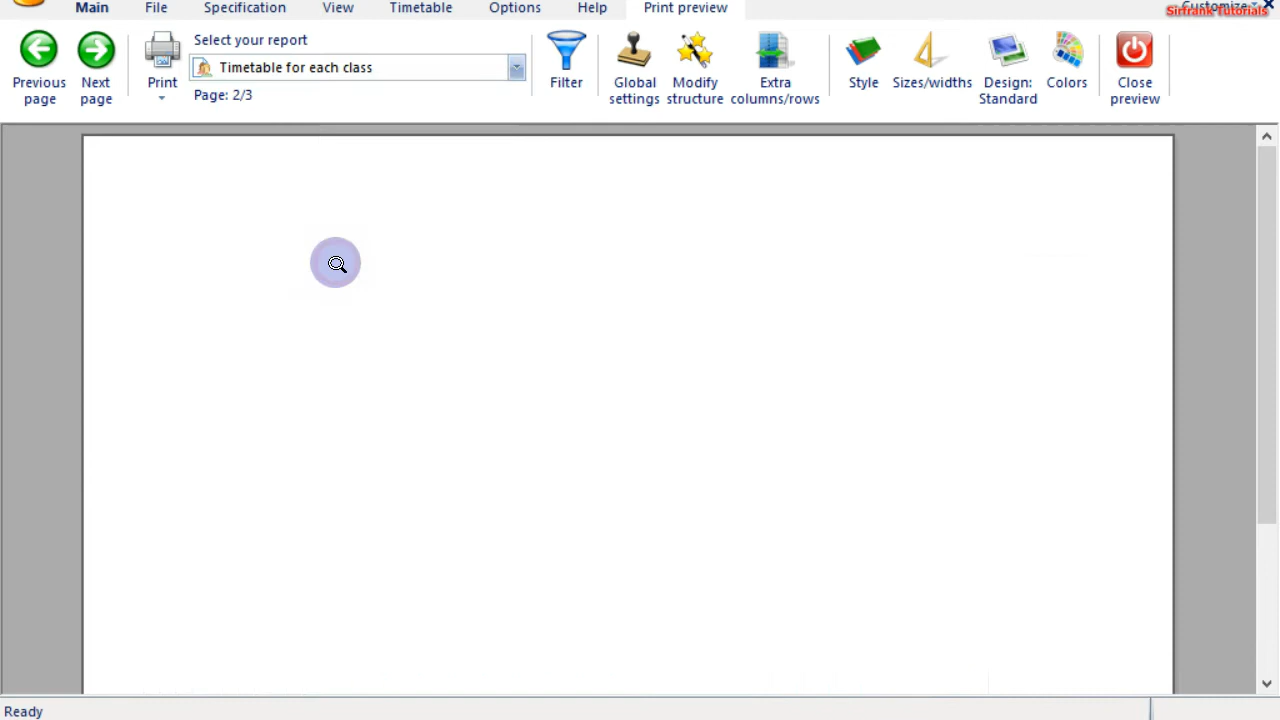 Main File Specification View Timetable Options Help Print preview Customize
Sirfrank Tutorials
Select your report
Timetable for each class
Page: 2/3
Previous page
Next page
Print
Filter
Global settings
Modify structure
Extra columns/rows
Style
Sizes/widths
Design: Standard
Colors
Close preview
Ready